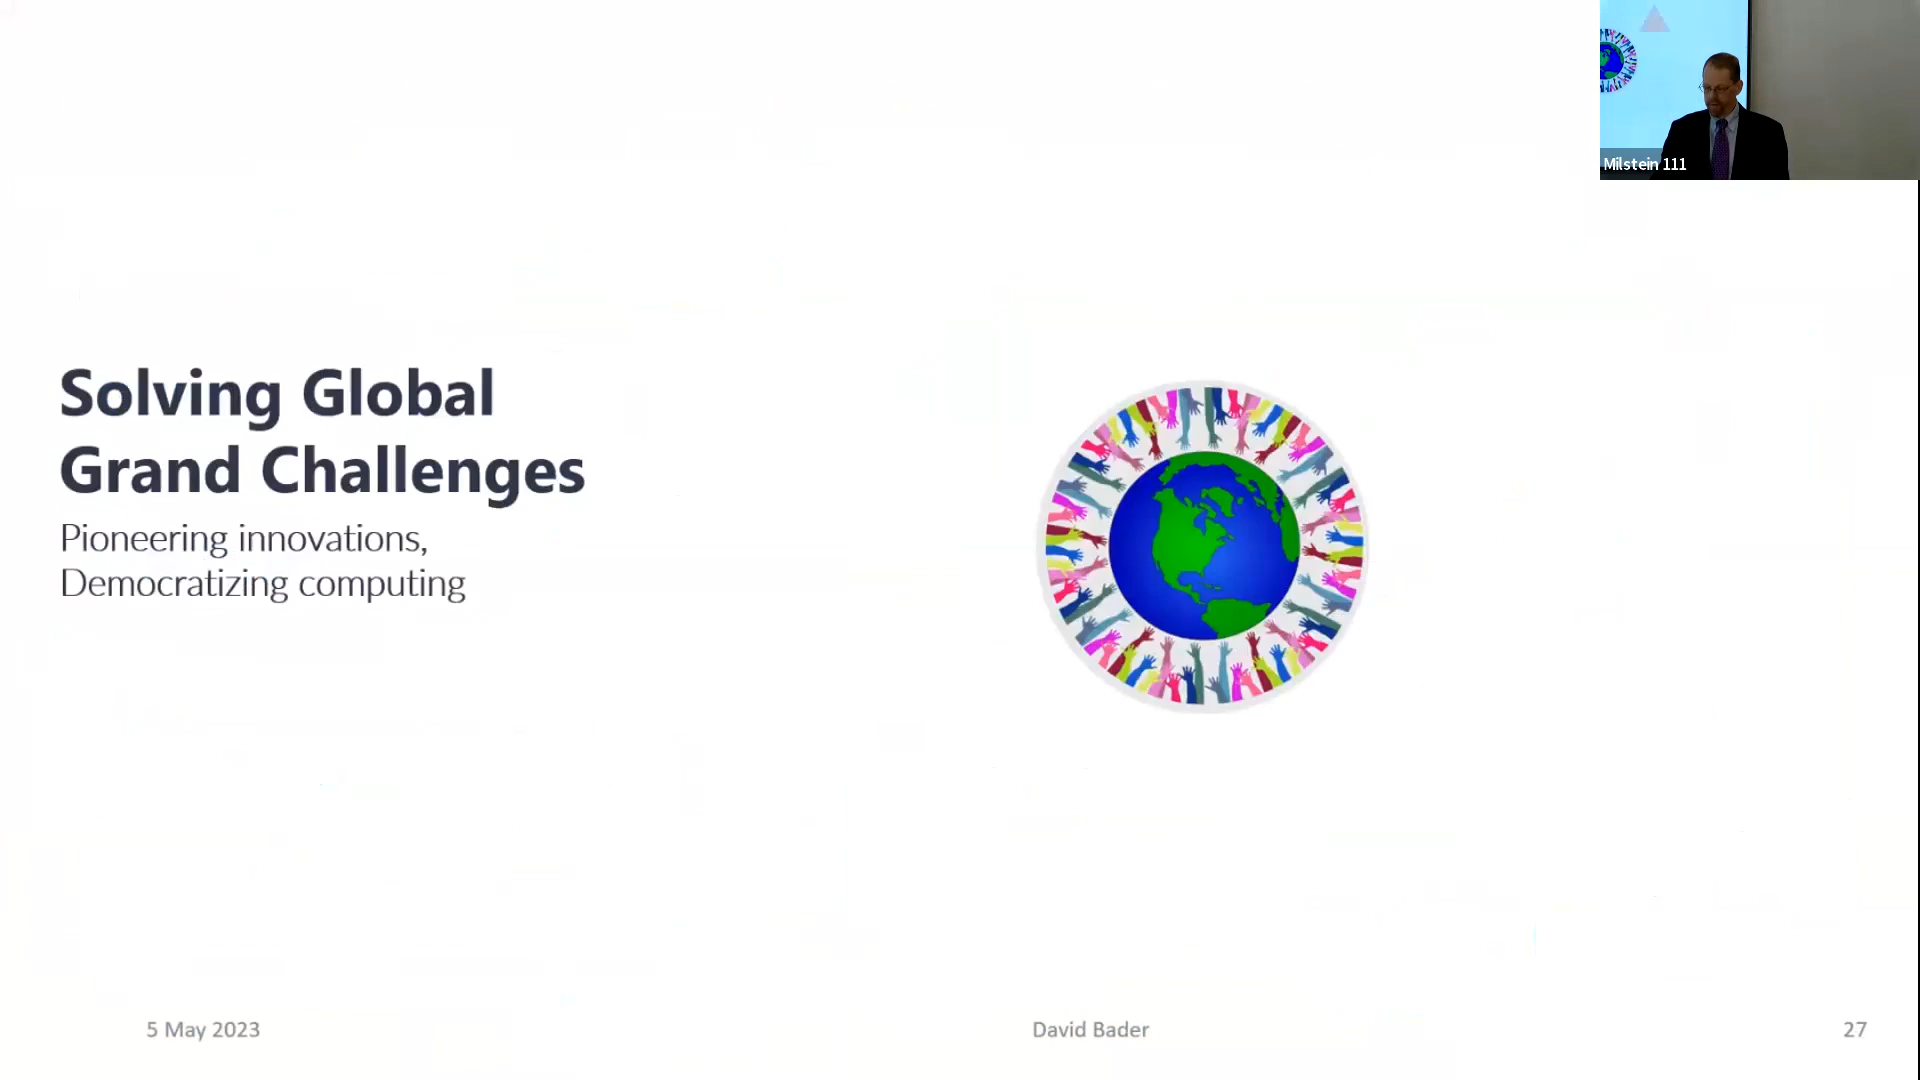 Milstein 111
Solving Global
Grand Challenges
Pioneering innovations,
Democratizing computing
5 May 2023
David Bader
27